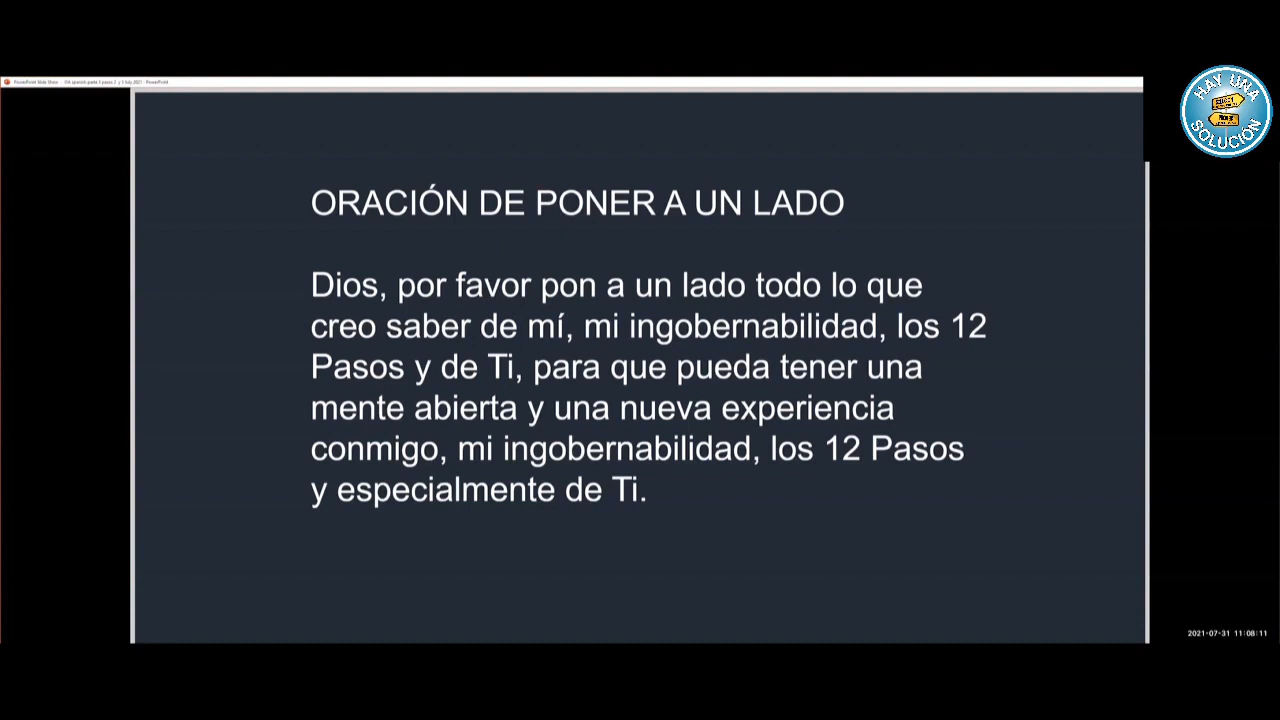 HAY UNA
SOLUCIÓN
ORACIÓN DE PONER A UN LADO
Dios, por favor pon a un lado todo lo que
creo saber de mí, mi ingobernabilidad, los 12
Pasos y de Ti, para que pueda tener una
mente abierta y una nueva experiencia
conmigo, mi ingobernabilidad, los 12 Pasos
y especialmente de Ti.
2021-07-31 11:08:11